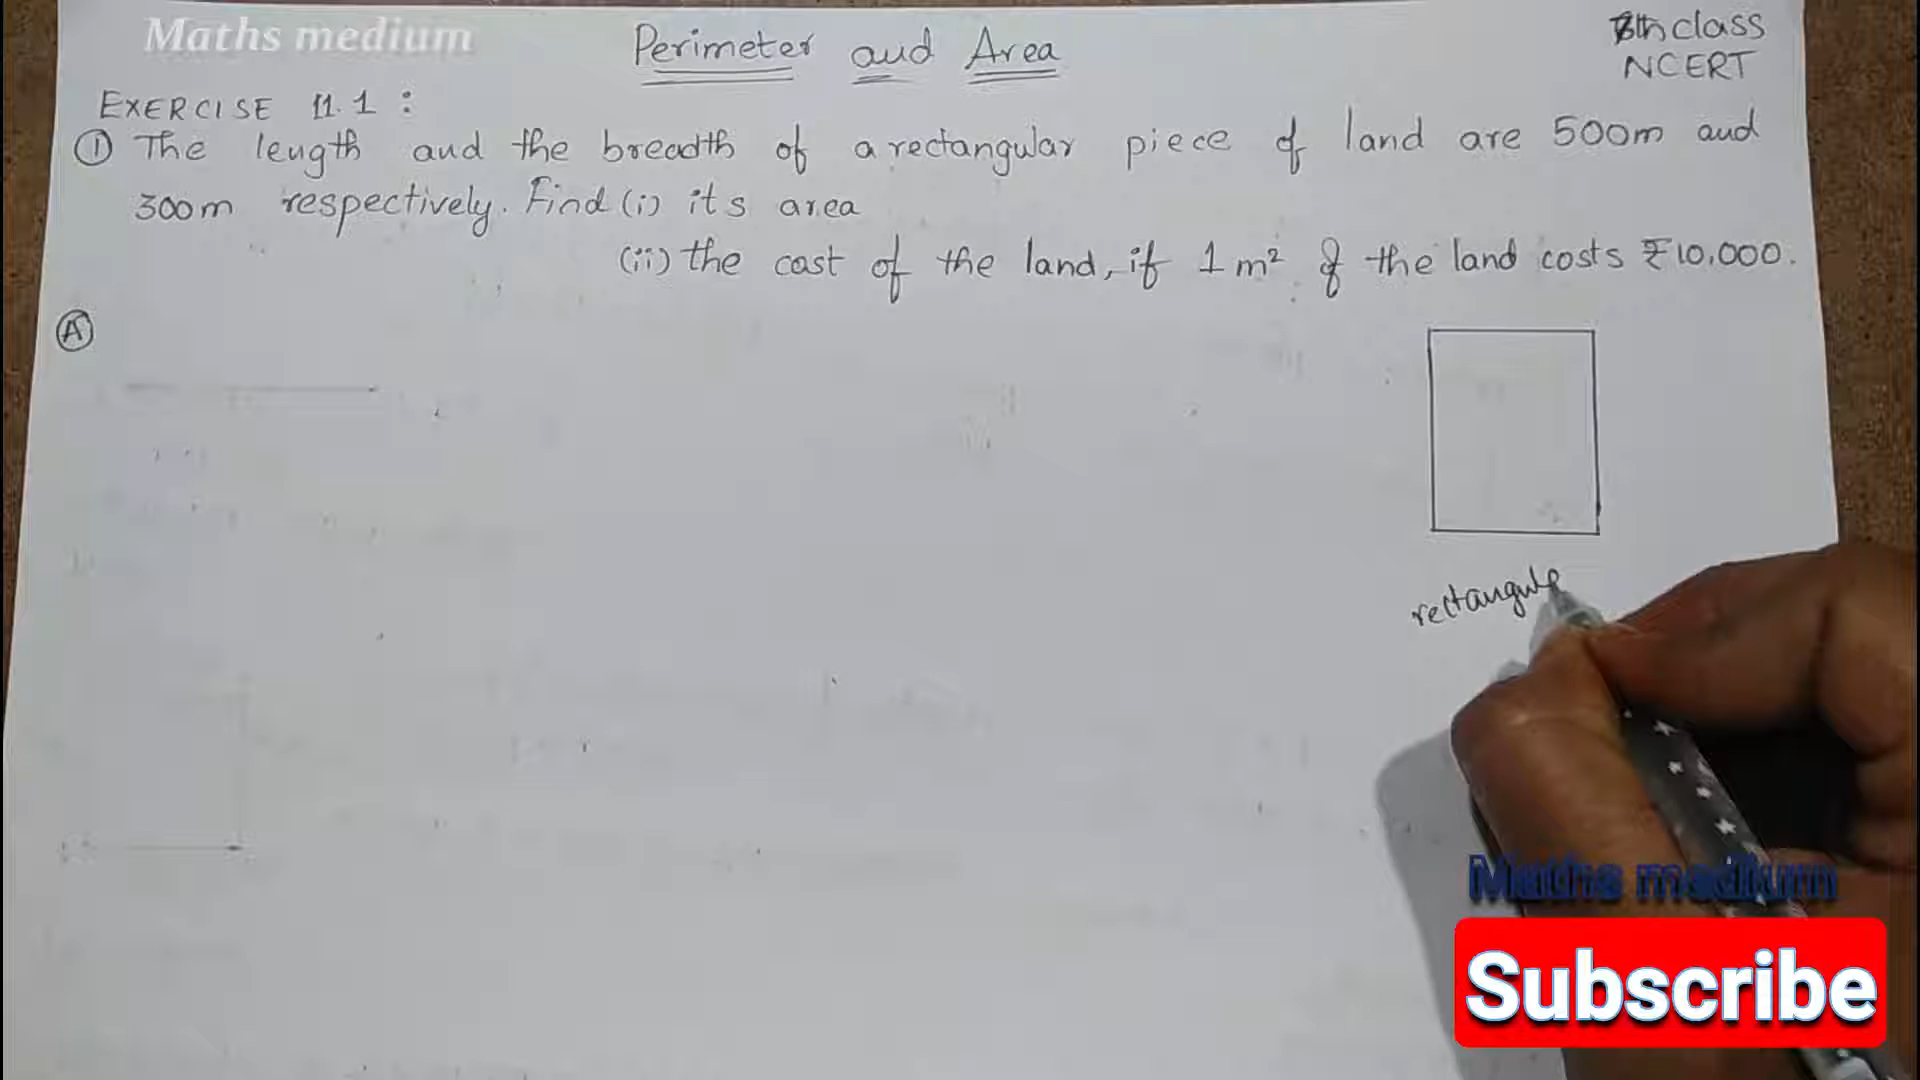 Maths medium
Perimeter and Area
7th class
NCERT
EXERCISE 11.1 :
① The length and the breadth of a rectangular piece of land are 500m and
300m respectively. Find (i) its area
(ii) the cost of the land, if 1 m² of the land costs ₹10,000.
Ⓐ
rectangula
Maths medium
Subscribe